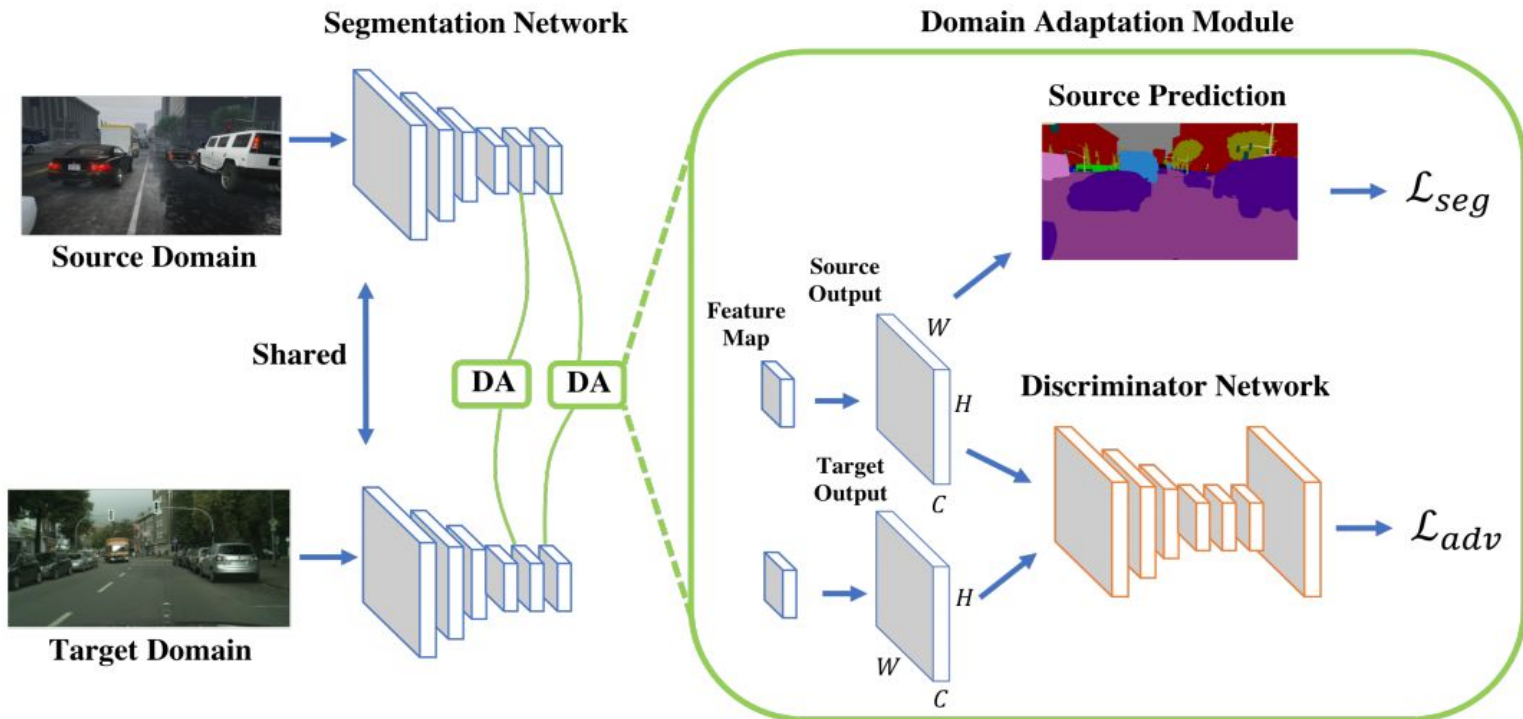 Segmentation Network
Domain Adaptation Module
Source Domain
Shared
Target Domain
DA
DA
Source Prediction
ℒ_seg
Feature
Map
Source
Output
W
H
C
Discriminator Network
Target
Output
H
W
C
ℒ_adv